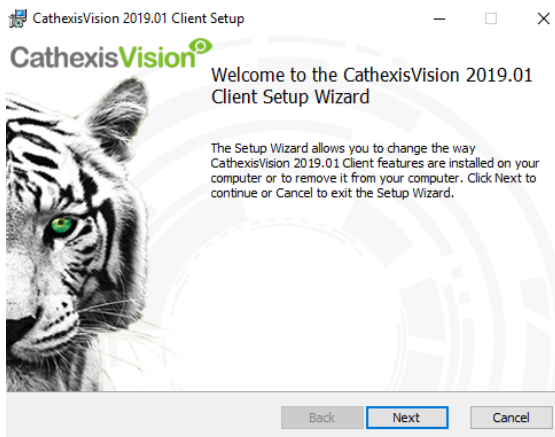 CathexisVision 2019.01 Client Setup
CathexisVision
Welcome to the CathexisVision 2019.01
Client Setup Wizard
The Setup Wizard allows you to change the way
CathexisVision 2019.01 Client features are installed on your
computer or to remove it from your computer. Click Next to
continue or Cancel to exit the Setup Wizard.
Back Next Cancel